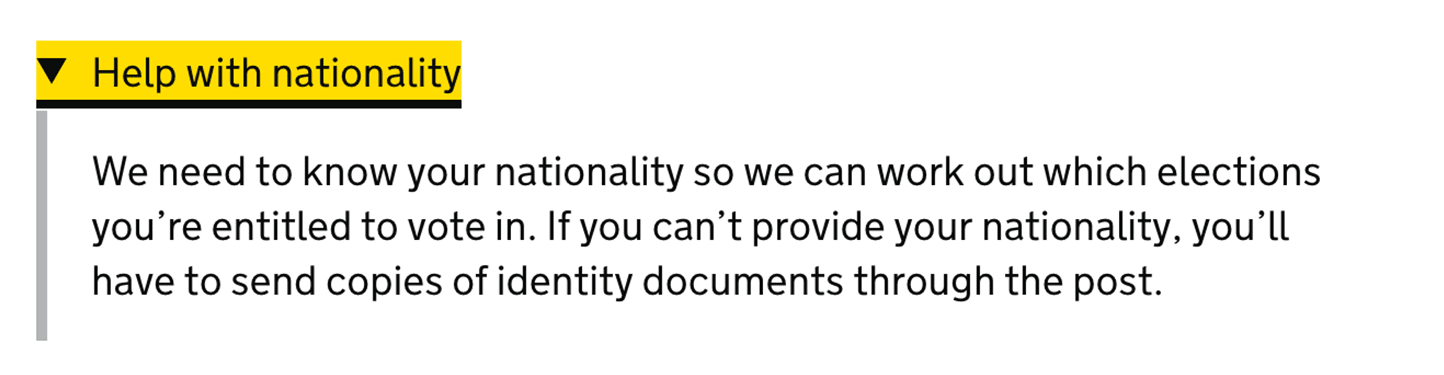 Help with nationality
We need to know your nationality so we can work out which elections
you’re entitled to vote in. If you can’t provide your nationality, you’ll
have to send copies of identity documents through the post.